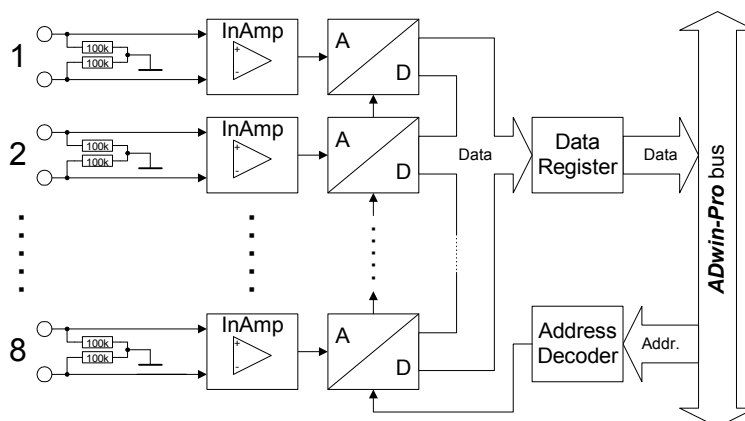 1
100k
100k
InAmp
+
-
A
D
2
100k
100k
InAmp
+
-
A
D
Data
Data
Register
Data
ADwin-Pro bus
8
100k
100k
InAmp
+
-
A
D
Address
Decoder
Addr.